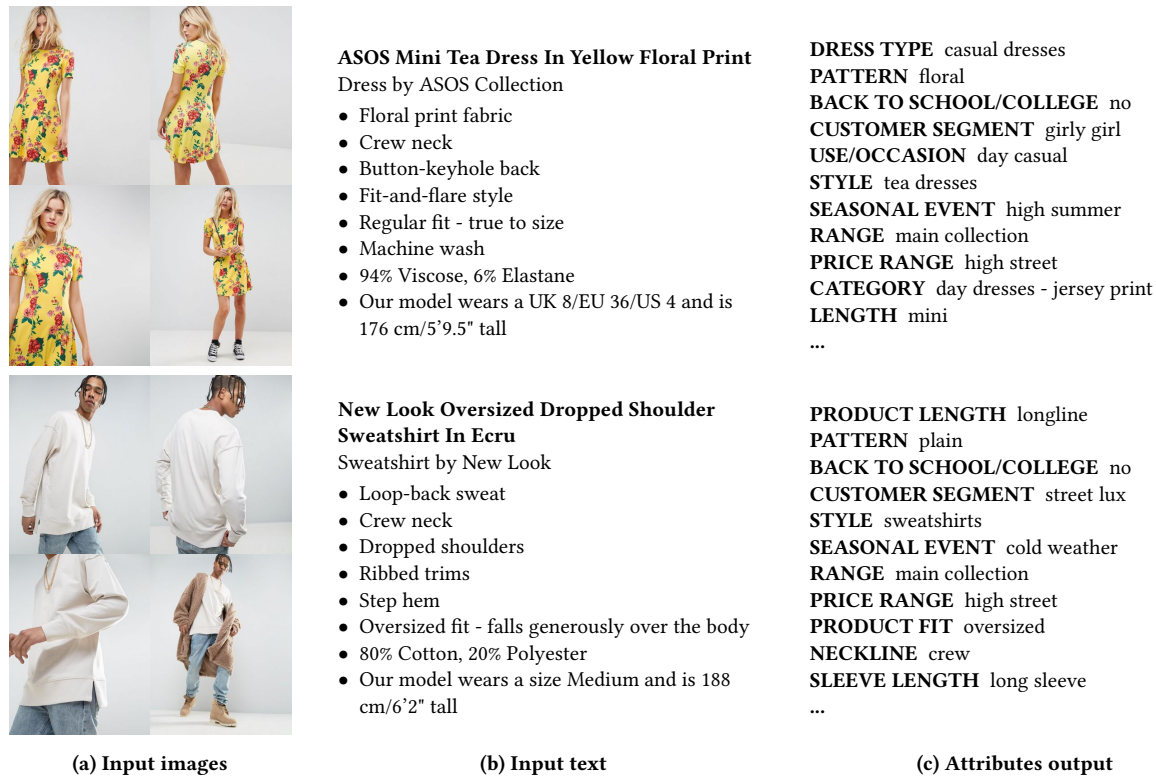 ASOS Mini Tea Dress In Yellow Floral Print
Dress by ASOS Collection
● Floral print fabric
● Crew neck
● Button-keyhole back
● Fit-and-flare style
● Regular fit - true to size
● Machine wash
● 94% Viscose, 6% Elastane
● Our model wears a UK 8/EU 36/US 4 and is
176 cm/5'9.5" tall
DRESS TYPE casual dresses
PATTERN floral
BACK TO SCHOOL/COLLEGE no
CUSTOMER SEGMENT girly girl
USE/OCCASION day casual
STYLE tea dresses
SEASONAL EVENT high summer
RANGE main collection
PRICE RANGE high street
CATEGORY day dresses - jersey print
LENGTH mini
...
New Look Oversized Dropped Shoulder
Sweatshirt In Ecru
Sweatshirt by New Look
● Loop-back sweat
● Crew neck
● Dropped shoulders
● Ribbed trims
● Step hem
● Oversized fit - falls generously over the body
● 80% Cotton, 20% Polyester
● Our model wears a size Medium and is 188
cm/6'2" tall
PRODUCT LENGTH longline
PATTERN plain
BACK TO SCHOOL/COLLEGE no
CUSTOMER SEGMENT street lux
STYLE sweatshirts
SEASONAL EVENT cold weather
RANGE main collection
PRICE RANGE high street
PRODUCT FIT oversized
NECKLINE crew
SLEEVE LENGTH long sleeve
...
(a) Input images
(b) Input text
(c) Attributes output